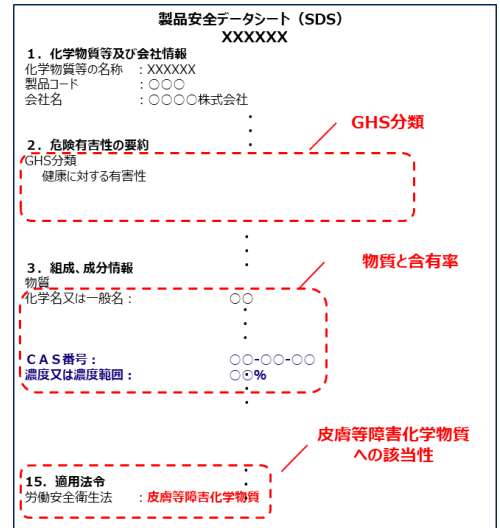 製品安全データシート（SDS）
XXXXXX
1．化学物質等及び会社情報
化学物質等の名称　：XXXXXX
製品コード　：○○○
会社名　：○○○○株式会社
GHS分類
2．危険有害性の要約
GHS分類
健康に対する有害性
物質と含有率
3．組成、成分情報
物質
化学名又は一般名：　○○
ＣＡＳ番号：　○○-○○-○○
濃度又は濃度範囲：　○○%
皮膚等障害化学物質
への該当性
15．適用法令
労働安全衛生法　：皮膚等障害化学物質